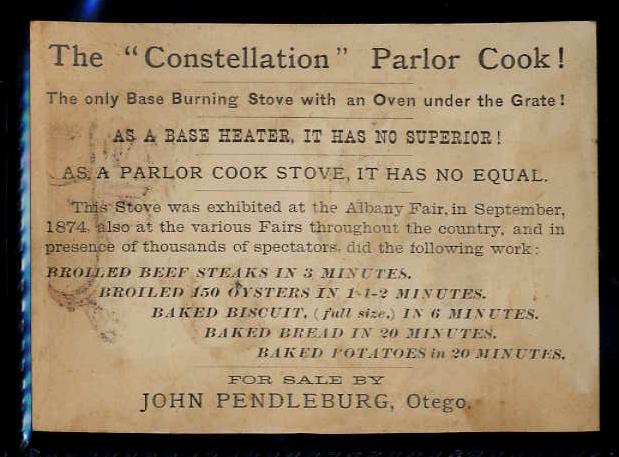 The "Constellation" Parlor Cook!
The only Base Burning Stove with an Oven under the Grate!
AS A BASE HEATER, IT HAS NO SUPERIOR!
AS A PARLOR COOK STOVE, IT HAS NO EQUAL.
This Stove was exhibited at the Albany Fair, in September,
1874, also at the various Fairs throughout the country, and in
presence of thousands of spectators, did the following work:
BROILED BEEF STEAKS IN 3 MINUTES.
BROILED 150 OYSTERS IN 1 1-2 MINUTES.
BAKED BISCUIT, (full size,) IN 6 MINUTES.
BAKED BREAD IN 20 MINUTES.
BAKED POTATOES in 20 MINUTES.
FOR SALE BY
JOHN PENDLEBURG, Otego.